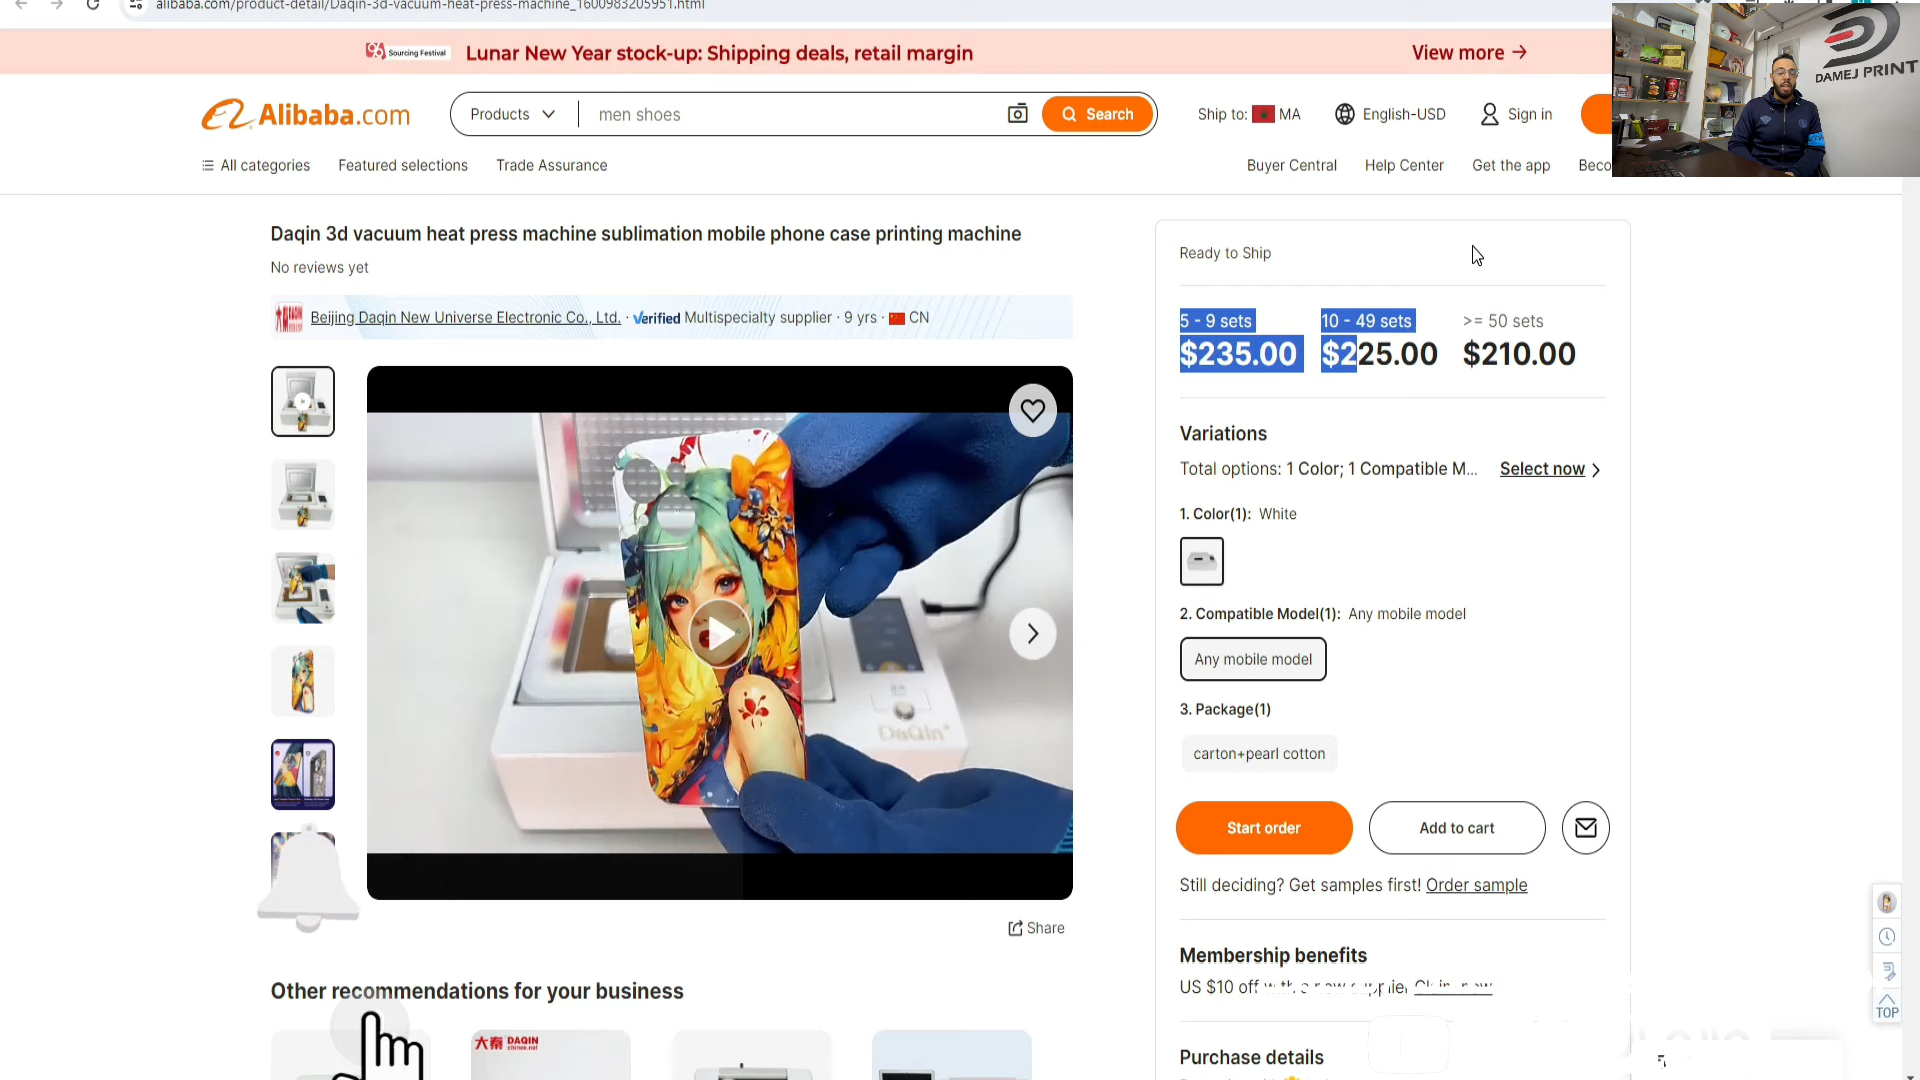 alibaba.com/product-detail/Daqin-3d-vacuum-heat-press-machine_1600983205951.html
Sourcing Festival
Lunar New Year stock-up: Shipping deals, retail margin
View more →
DAMEJ PRINT
Alibaba.com
Products
men shoes
Search
Ship to: MA
English-USD
Sign in
All categories
Featured selections
Trade Assurance
Buyer Central
Help Center
Get the app
Daqin 3d vacuum heat press machine sublimation mobile phone case printing machine
No reviews yet
Beijing Daqin New Universe Electronic Co., Ltd. · Verified Multispecialty supplier · 9 yrs · CN
Ready to Ship
5 - 9 sets
10 - 49 sets
>= 50 sets
$235.00
$225.00
$210.00
Variations
Total options: 1 Color; 1 Compatible M...
Select now >
1. Color(1): White
2. Compatible Model(1): Any mobile model
Any mobile model
3. Package(1)
carton+pearl cotton
DaQin
Start order
Add to cart
Still deciding? Get samples first! Order sample
Share
Membership benefits
US $10 off
Other recommendations for your business
大秦 DAQIN
TOP
Purchase details